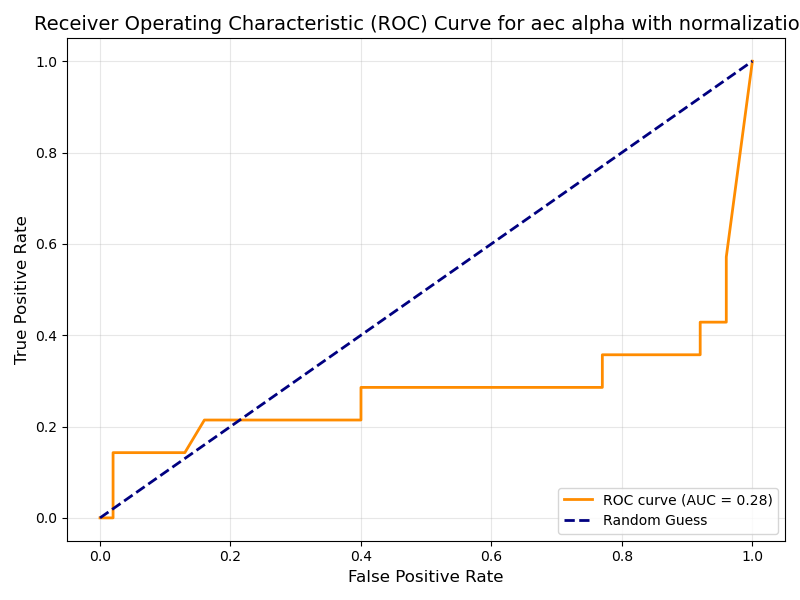 Receiver Operating Characteristic (ROC) Curve for aec alpha with normalizatio
True Positive Rate
1.0
0.8
0.6
0.4
0.2
0.0
ROC curve (AUC = 0.28)
Random Guess
0.0 0.2 0.4 0.6 0.8 1.0
False Positive Rate